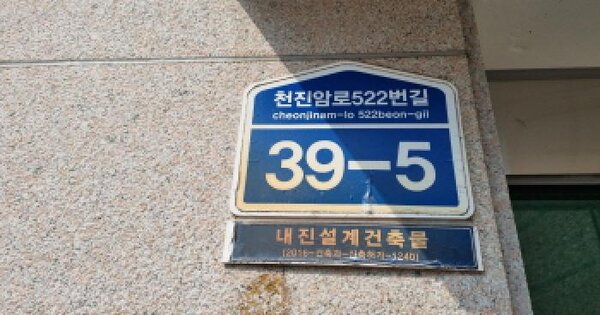 천진암로522번길
cheonjinam-lo 522beon-gil
39-5
내진설계건축물